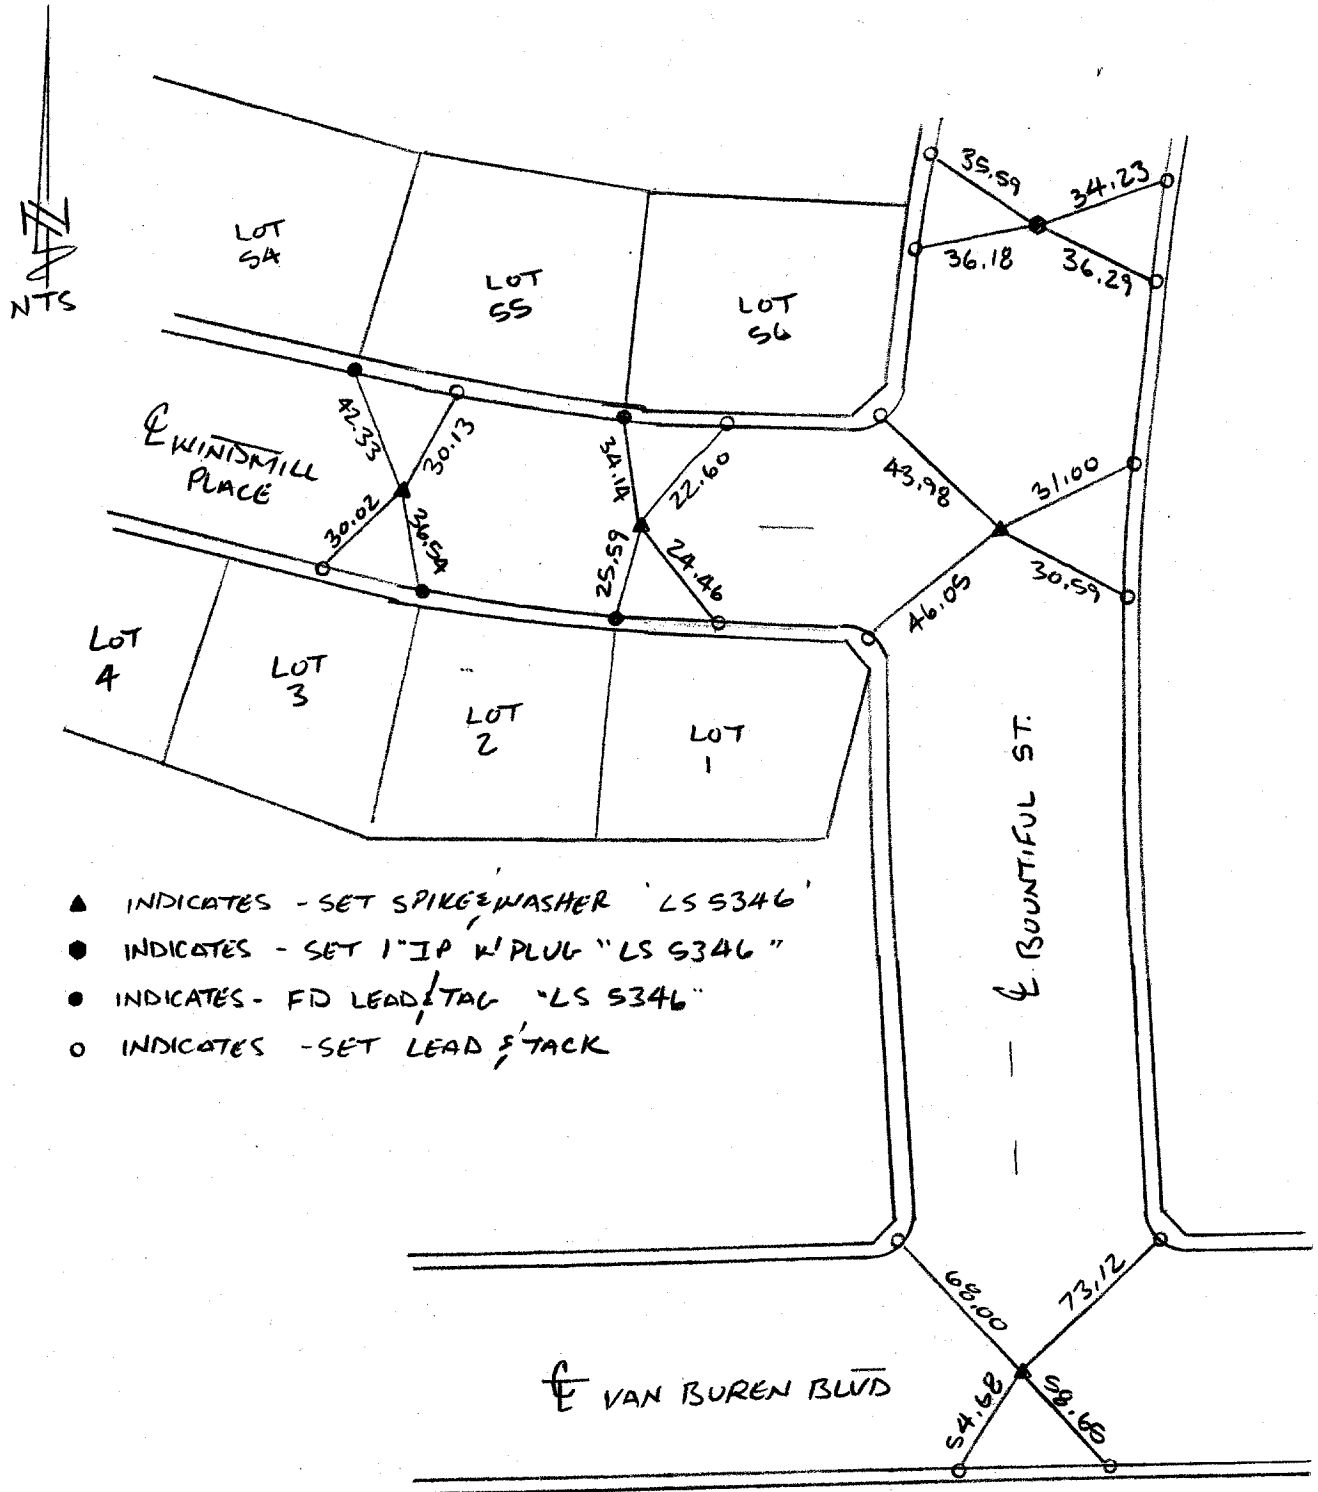 NTS
LOT
54
LOT
55
LOT
56
35.59
34.23
36.18
36.29
℄ WINDMILL
PLACE
42.33
30.13
30.02
36.54
34.14
22.60
25.59
24.46
43.98
31.00
46.05
30.59
LOT
4
LOT
3
LOT
2
LOT
1
℄ BOUNTIFUL ST.
▲ INDICATES - SET SPIKE & WASHER 'LS 5346'
⬢ INDICATES - SET 1" IP W/ PLUG "LS 5346"
● INDICATES - FD LEAD & TAG "LS 5346"
○ INDICATES - SET LEAD & TACK
68.00
73.12
℄ VAN BUREN BLVD
54.68
58.65